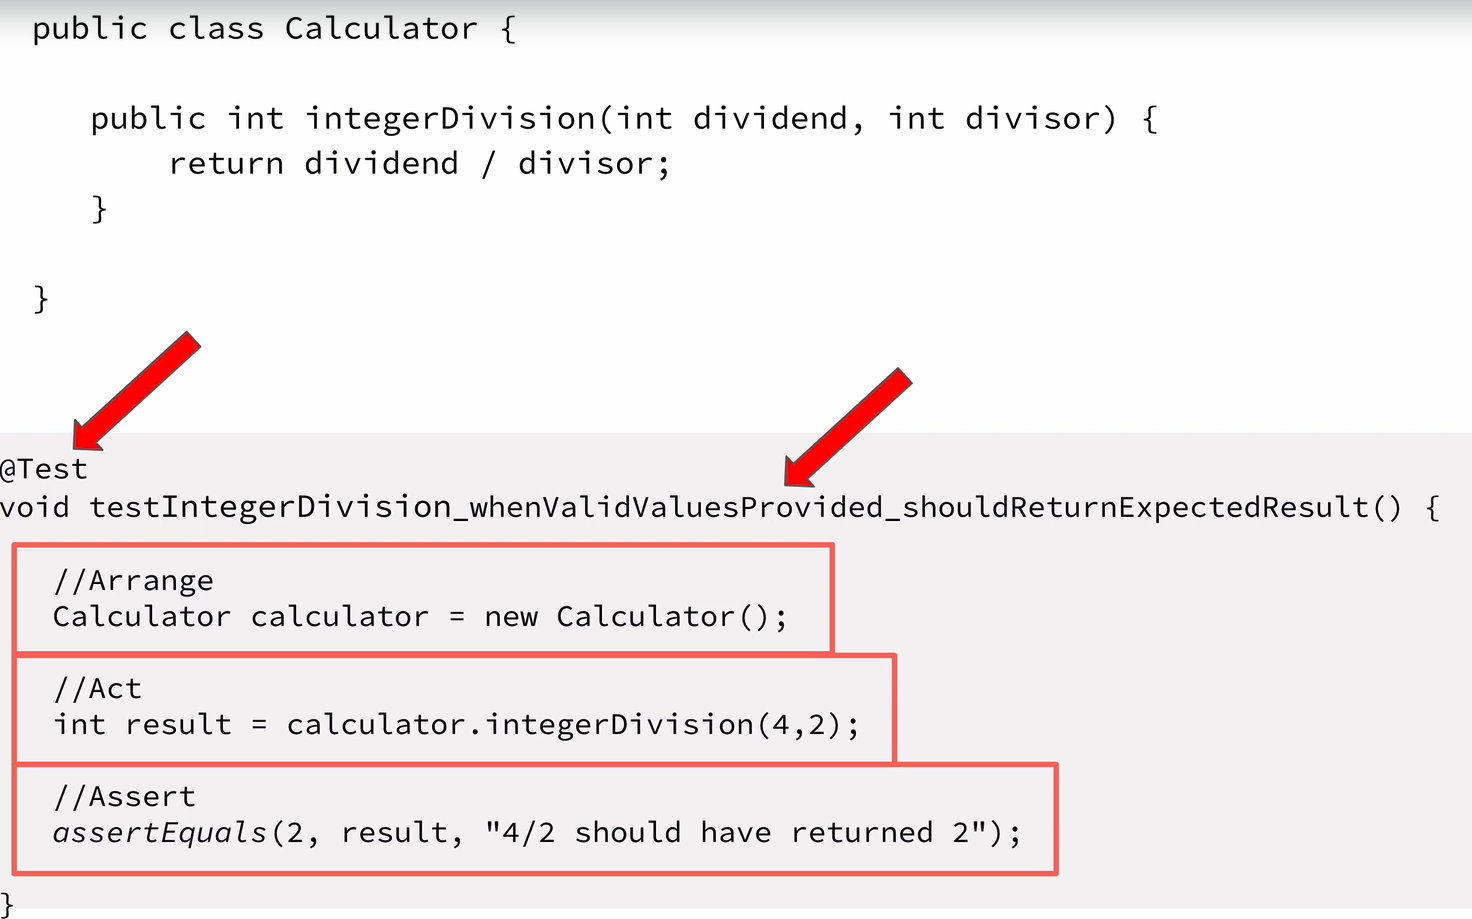 public class Calculator {
public int integerDivision(int dividend, int divisor) {
return dividend / divisor;
}
}
@Test
void testIntegerDivision_whenValidValuesProvided_shouldReturnExpectedResult() {
//Arrange
Calculator calculator = new Calculator();
//Act
int result = calculator.integerDivision(4,2);
//Assert
assertEquals(2, result, "4/2 should have returned 2");
}